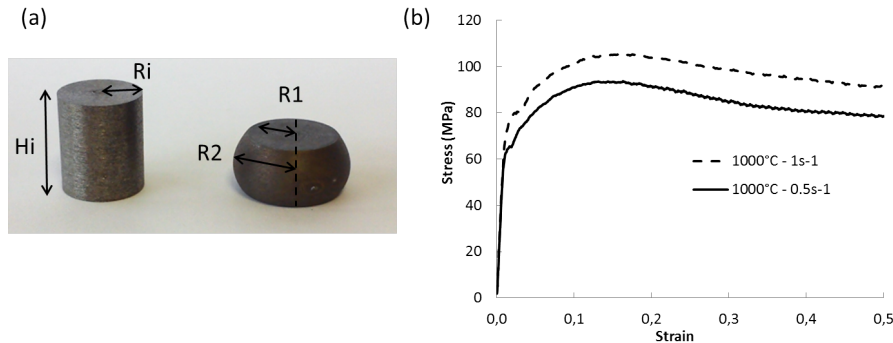 (a)
Ri
Hi
R1
R2
(b)
120
100
80
60
40
20
0
Stress (MPa)
1000°C - 1s-1
1000°C - 0.5s-1
0,0 0,1 0,2 0,3 0,4 0,5
Strain